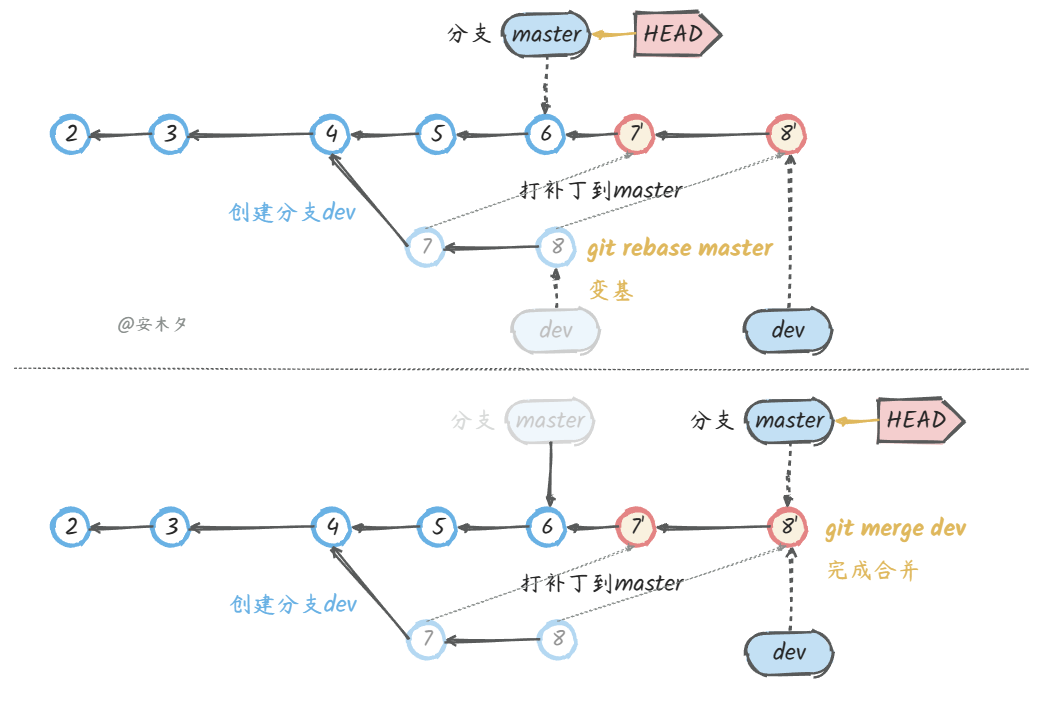 分支 master HEAD
2 3 4 5 6 7' 8'
打补丁到master
创建分支dev
7 8 git rebase master
变基
@安木夕
dev dev
分支 master 分支 master HEAD
2 3 4 5 6 7' 8' git merge dev
完成合并
打补丁到master
创建分支dev
7 8
dev